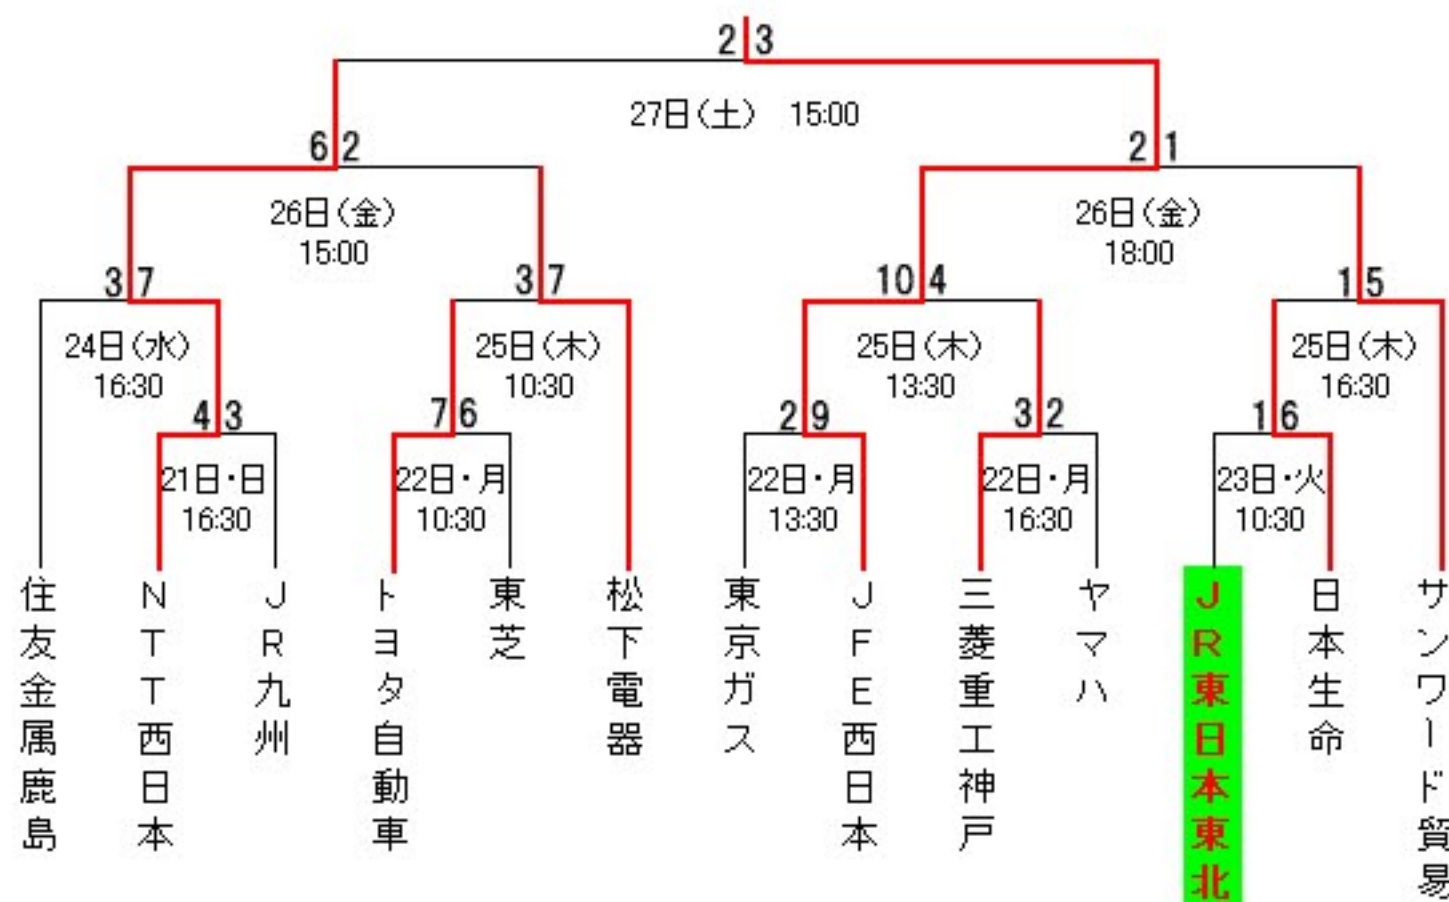 2 3
27日(土) 15:00
6 2
2 1
26日(金)
15:00
26日(金)
18:00
3 7
3 7
10 4
1 5
24日(水)
16:30
25日(木)
10:30
25日(木)
13:30
25日(木)
16:30
4 3
7 6
2 9
3 2
1 6
21日・日
16:30
22日・月
10:30
22日・月
13:30
22日・月
16:30
23日・火
10:30
住友金属鹿島
NTT西日本
JR九州
トヨタ自動車
東芝
松下電器
東京ガス
JFE西日本
三菱重工神戸
ヤマハ
JR東日本東北
日本生命
サンワード貿易